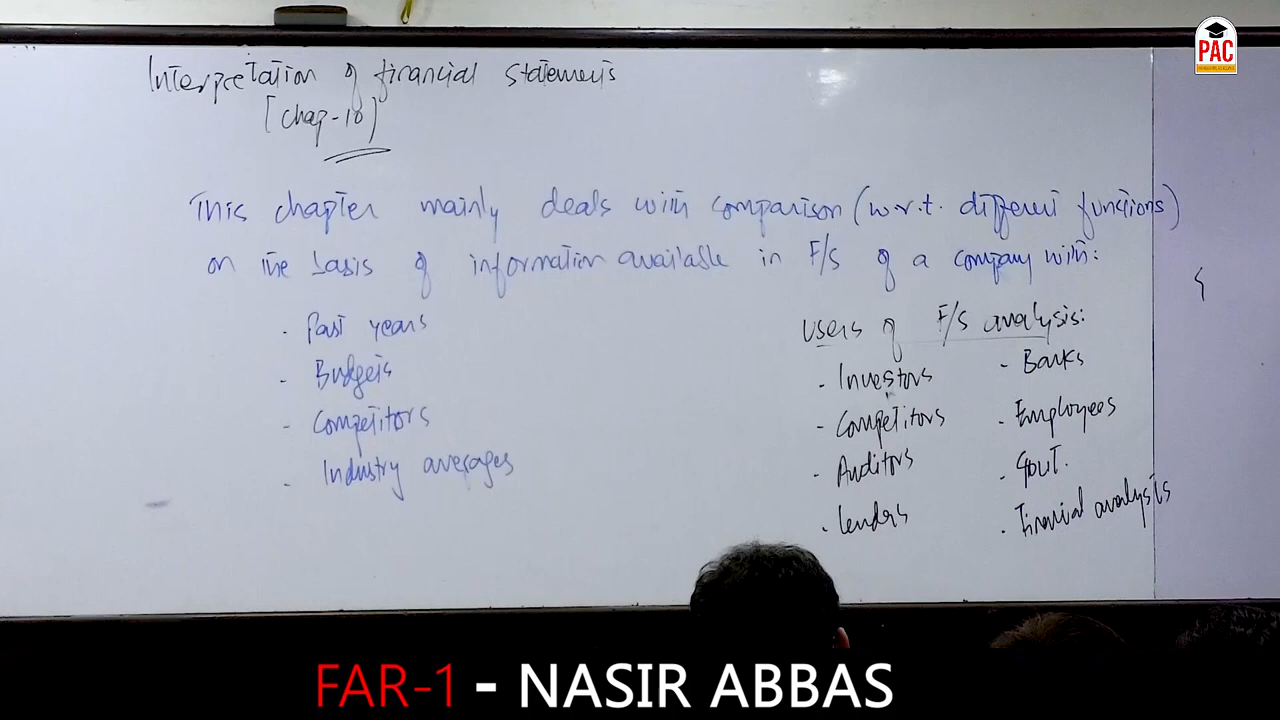 PAC
Interpretation of financial statements
[chap-18]
This chapter mainly deals with comparison (w.r.t. different functions)
on the basis of information available in F/S of a company with:
. Past years
- Budgets
- Competitors
. Industry averages
Users of F/S analysis:
. Investors
. Competitors
. Auditors
. Lenders
. Banks
. Employees
. Govt.
. Financial analysts
FAR-1 - NASIR ABBAS